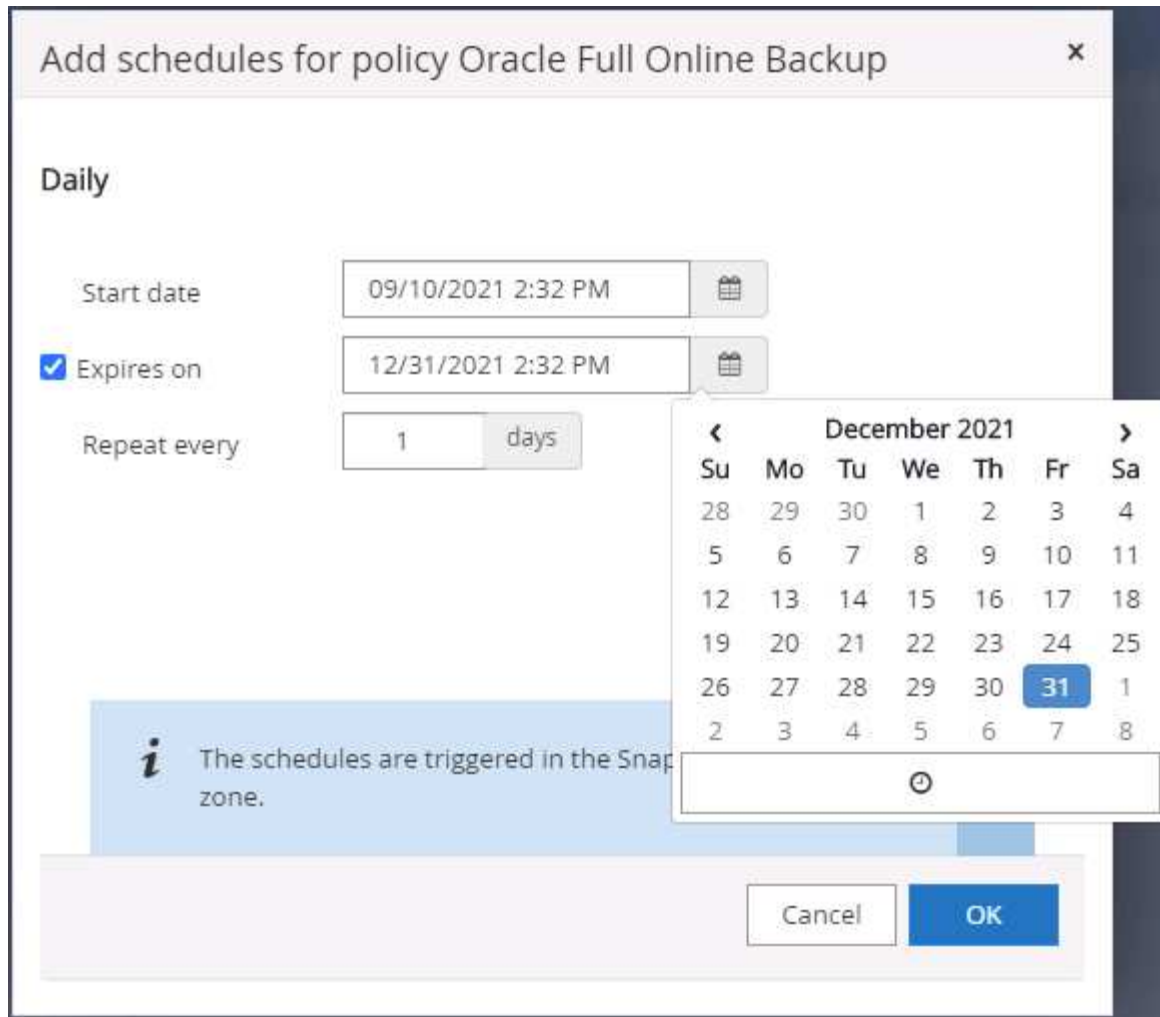 Add schedules for policy Oracle Full Online Backup ×
Daily
Start date 09/10/2021 2:32 PM
Expires on 12/31/2021 2:32 PM
Repeat every 1 days
‹ December 2021 ›
Su Mo Tu We Th Fr Sa
28 29 30 1 2 3 4
5 6 7 8 9 10 11
12 13 14 15 16 17 18
19 20 21 22 23 24 25
26 27 28 29 30 31 1
2 3 4 5 6 7 8
i The schedules are triggered in the Snap
zone.
Cancel OK